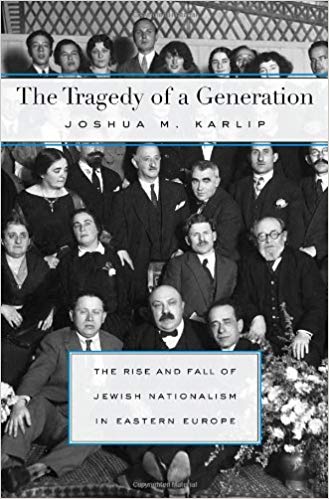 The Tragedy of a Generation
JOSHUA M. KARLIP
THE RISE AND FALL OF
JEWISH NATIONALISM
IN EASTERN EUROPE